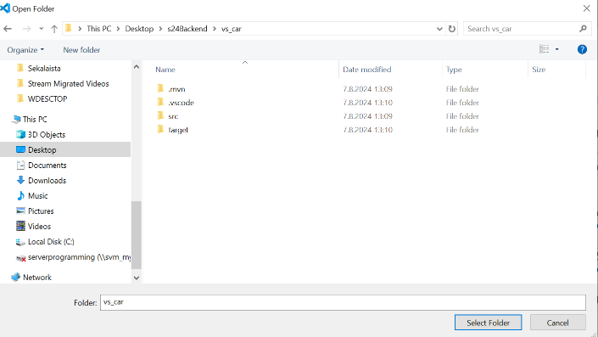 Open Folder
This PC > Desktop > s24Backend > vs_car
Search vs_car
Organize
New folder
Name
Date modified
Type
Size
.mvn 7.8.2024 13:09 File folder
.vscode 7.8.2024 13:10 File folder
src 7.8.2024 13:09 File folder
target 7.8.2024 13:10 File folder
Sekalaista
Stream Migrated Videos
WDESCTOP
This PC
3D Objects
Desktop
Documents
Downloads
Music
Pictures
Videos
Local Disk (C:)
serverprogramming (\\svm_my
Network
Folder: vs_car
Select Folder
Cancel